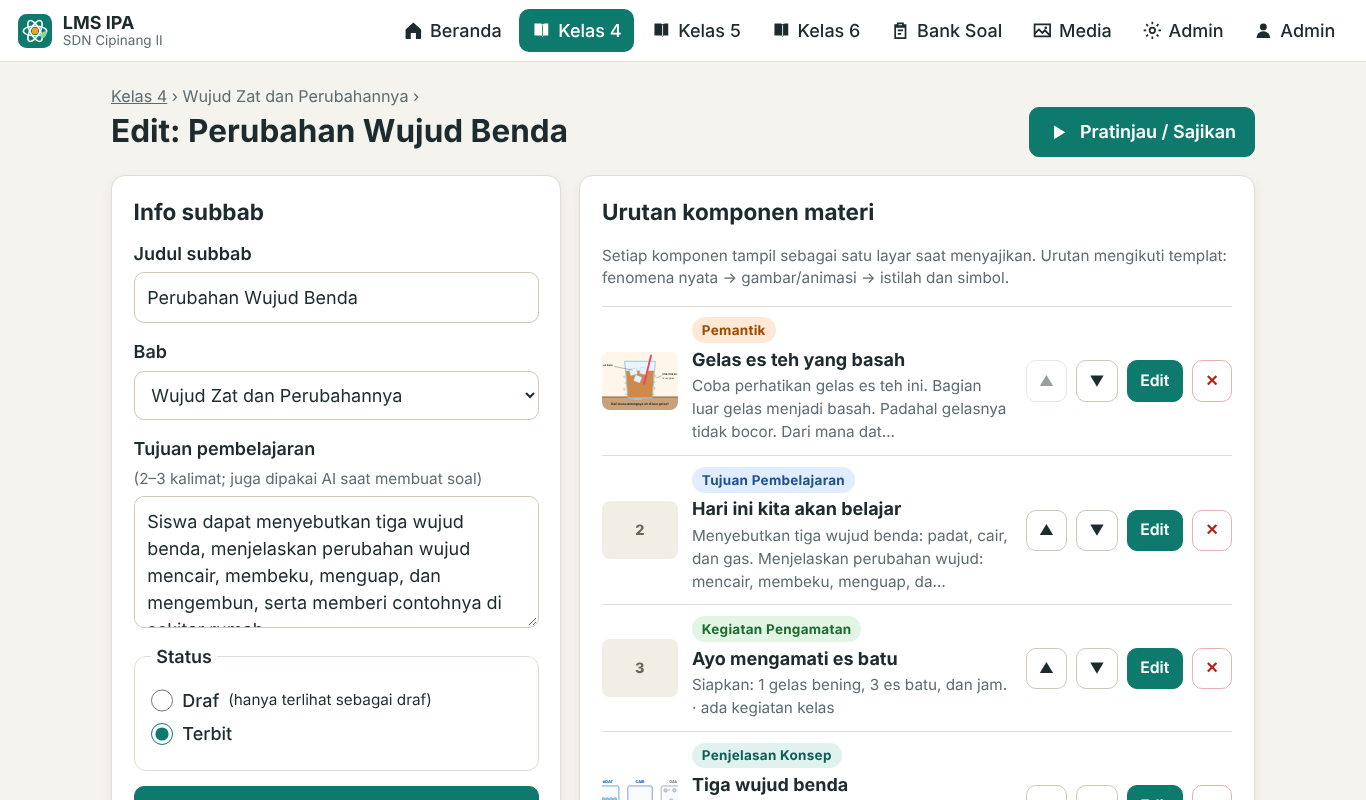 LMS IPA
SDN Cipinang II
Beranda
Kelas 4
Kelas 5
Kelas 6
Bank Soal
Media
Admin
Admin
Kelas 4 › Wujud Zat dan Perubahannya ›
Edit: Perubahan Wujud Benda
Pratinjau / Sajikan
Info subbab
Judul subbab
Perubahan Wujud Benda
Bab
Wujud Zat dan Perubahannya
Tujuan pembelajaran
(2–3 kalimat; juga dipakai AI saat membuat soal)
Siswa dapat menyebutkan tiga wujud
benda, menjelaskan perubahan wujud
mencair, membeku, menguap, dan
mengembun, serta memberi contohnya di
Status
Draf (hanya terlihat sebagai draf)
Terbit
Urutan komponen materi
Setiap komponen tampil sebagai satu layar saat menyajikan. Urutan mengikuti templat:
fenomena nyata → gambar/animasi → istilah dan simbol.
Pemantik
Gelas es teh yang basah
Coba perhatikan gelas es teh ini. Bagian
luar gelas menjadi basah. Padahal gelasnya
tidak bocor. Dari mana dat...
▲
▼
Edit
×
Tujuan Pembelajaran
2
Hari ini kita akan belajar
Menyebutkan tiga wujud benda: padat, cair,
dan gas. Menjelaskan perubahan wujud:
mencair, membeku, menguap, da...
▲
▼
Edit
×
Kegiatan Pengamatan
3
Ayo mengamati es batu
Siapkan: 1 gelas bening, 3 es batu, dan jam.
· ada kegiatan kelas
▲
▼
Edit
×
Penjelasan Konsep
Tiga wujud benda